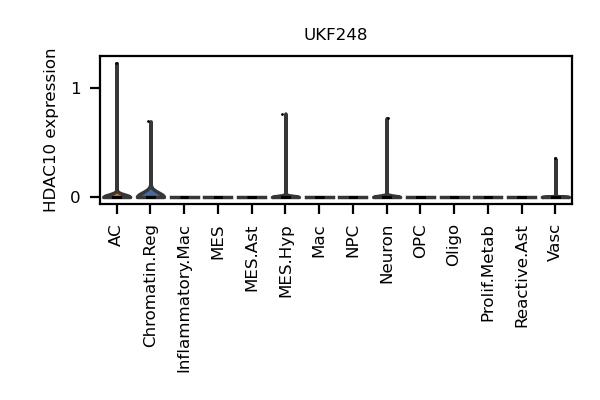 UKF248
HDAC10 expression
1
0
AC
Chromatin.Reg
Inflammatory.Mac
MES
MES.Ast
MES.Hyp
Mac
NPC
Neuron
OPC
Oligo
Prolif.Metab
Reactive.Ast
Vasc